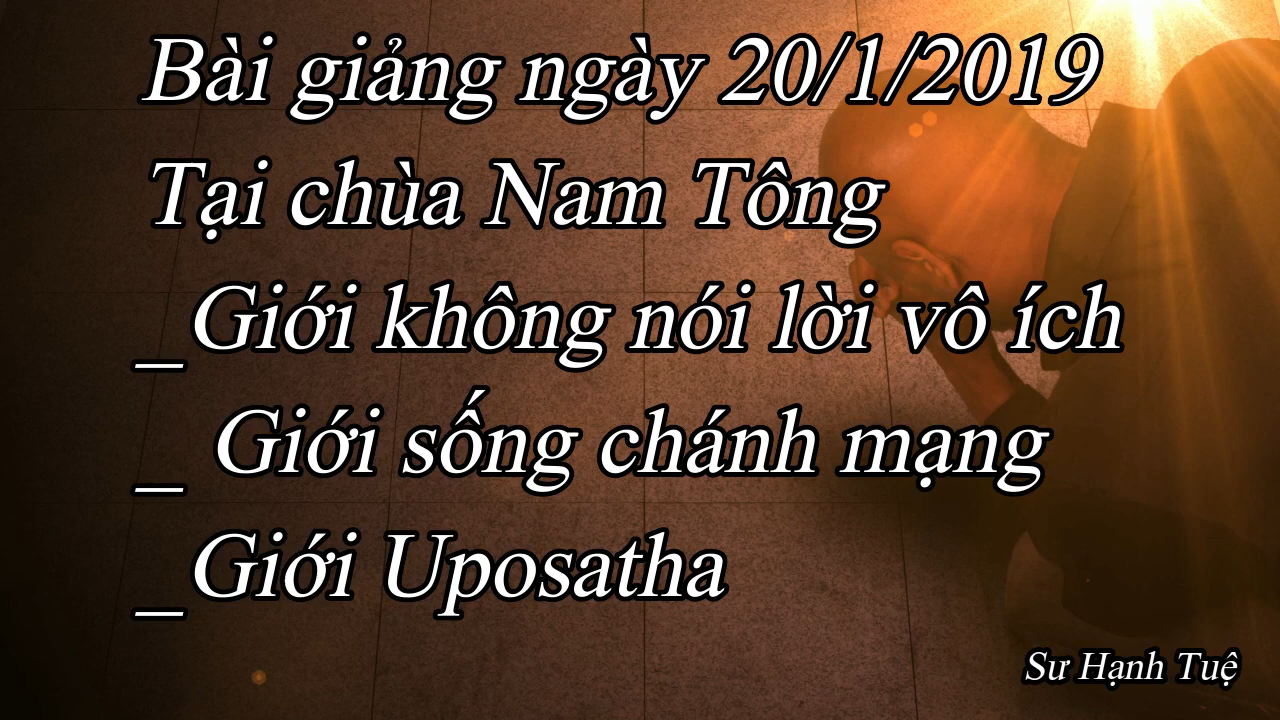 Bài giảng ngày 20/1/2019
Tại chùa Nam Tông
_Giới không nói lời vô ích
_ Giới sống chánh mạng
_Giới Uposatha
Sư Hạnh Tuệ